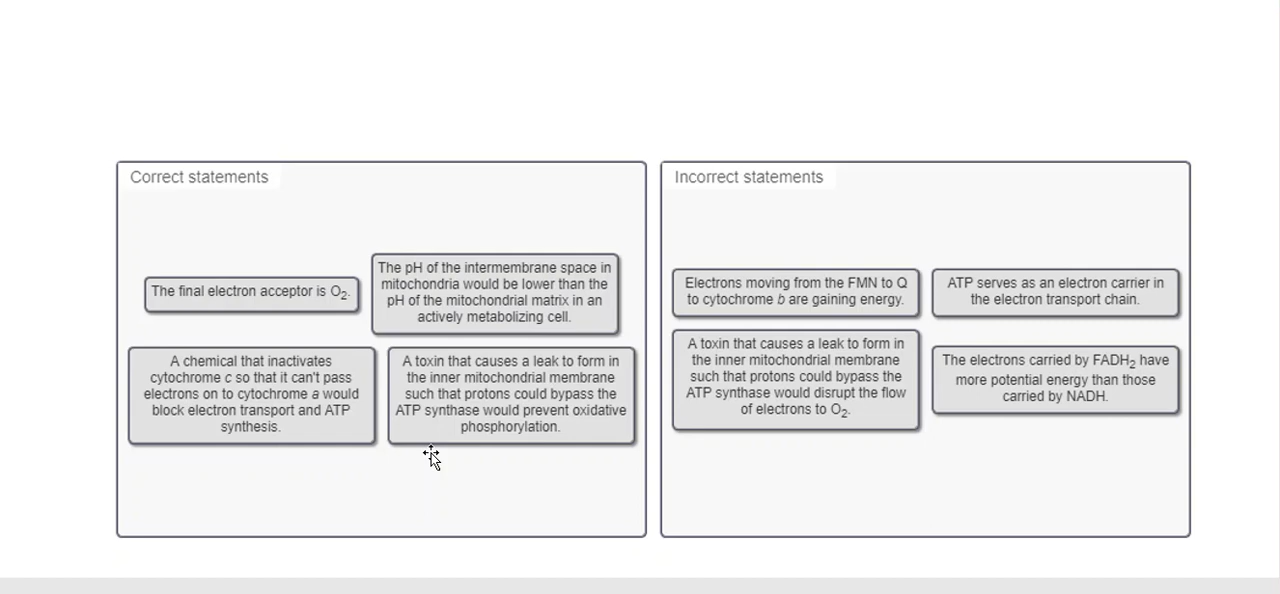 Correct statements
The final electron acceptor is O₂.
The pH of the intermembrane space in
mitochondria would be lower than the
pH of the mitochondrial matrix in an
actively metabolizing cell.
A chemical that inactivates
cytochrome c so that it can't pass
electrons on to cytochrome a would
block electron transport and ATP
synthesis.
A toxin that causes a leak to form in
the inner mitochondrial membrane
such that protons could bypass the
ATP synthase would prevent oxidative
phosphorylation.
Incorrect statements
Electrons moving from the FMN to Q
to cytochrome b are gaining energy.
ATP serves as an electron carrier in
the electron transport chain.
A toxin that causes a leak to form in
the inner mitochondrial membrane
such that protons could bypass the
ATP synthase would disrupt the flow
of electrons to O₂.
The electrons carried by FADH₂ have
more potential energy than those
carried by NADH.